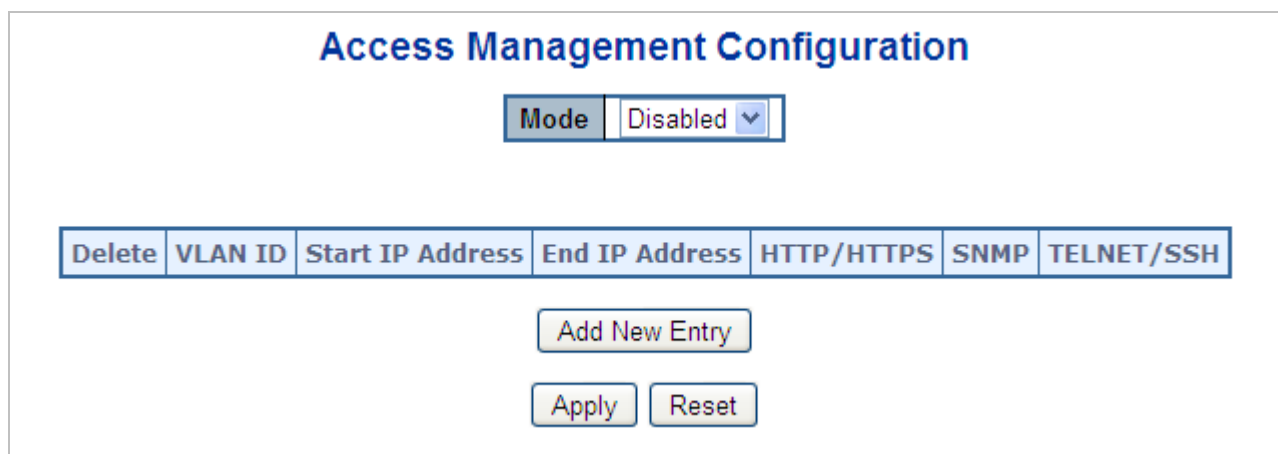 Access Management Configuration
Mode Disabled
Delete VLAN ID Start IP Address End IP Address HTTP/HTTPS SNMP TELNET/SSH
Add New Entry
Apply Reset